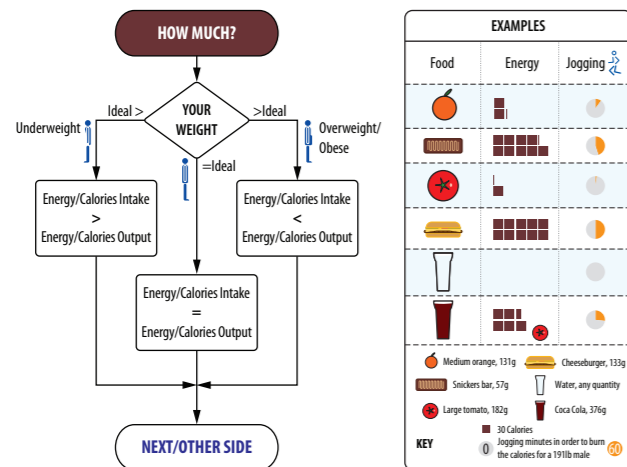 HOW MUCH?
Ideal >
YOUR
WEIGHT
>Ideal
Underweight
Overweight/
Obese
=Ideal
Energy/Calories Intake
>
Energy/Calories Output
Energy/Calories Intake
<
Energy/Calories Output
Energy/Calories Intake
=
Energy/Calories Output
NEXT/OTHER SIDE
EXAMPLES
Food Energy Jogging
Medium orange, 131g Cheeseburger, 133g
Snickers bar, 57g Water, any quantity
Large tomato, 182g Coca Cola, 376g
30 Calories
KEY
0 Jogging minutes in order to burn 60
the calories for a 191lb male